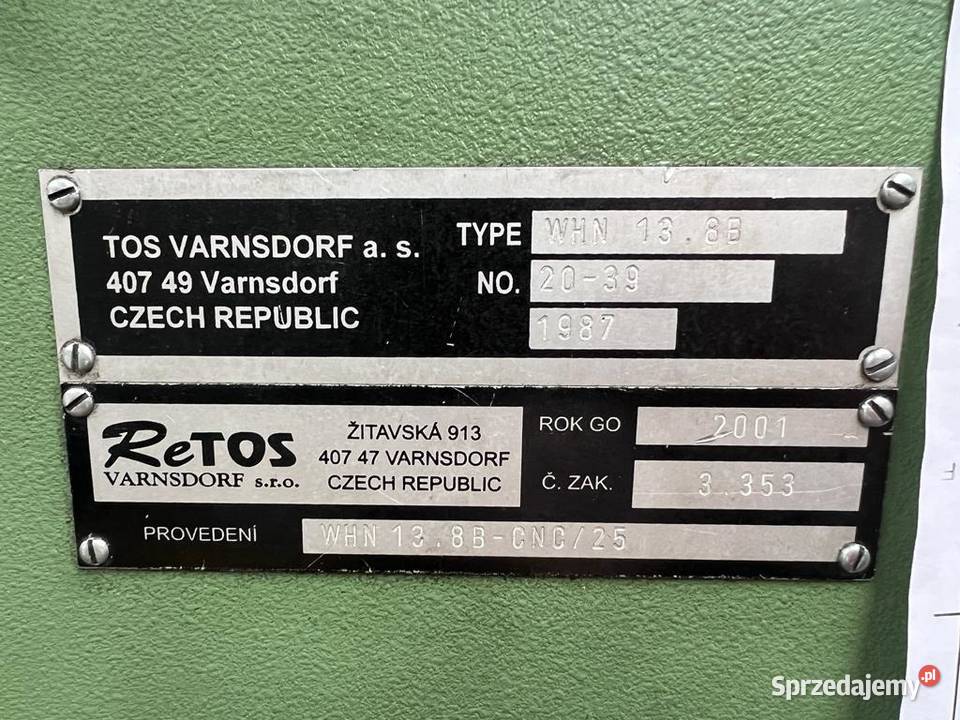 TOS VARNSDORF a. s.
407 49 Varnsdorf
CZECH REPUBLIC
TYPE WHN 13.8B
NO. 20-39
1987
ReTOS
VARNSDORF s.r.o.
ŽITAVSKÁ 913
407 47 VARNSDORF
CZECH REPUBLIC
ROK GO 2001
Č. ZAK. 3.353
PROVEDENÍ WHN 13.8B-CNC/25
Sprzedajemy.pl